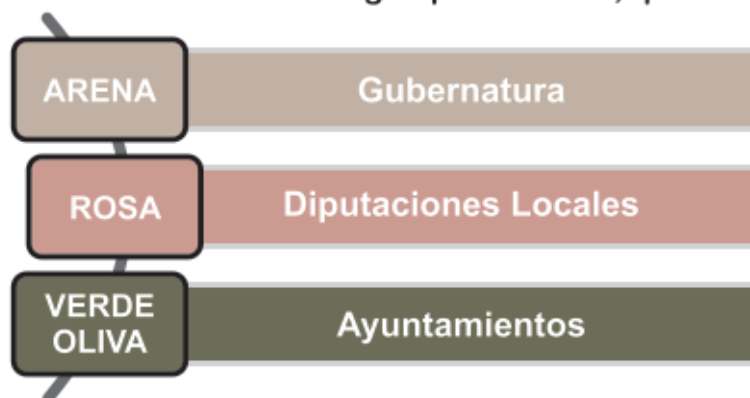 ARENA
Gubernatura
ROSA
Diputaciones Locales
VERDE
OLIVA
Ayuntamientos